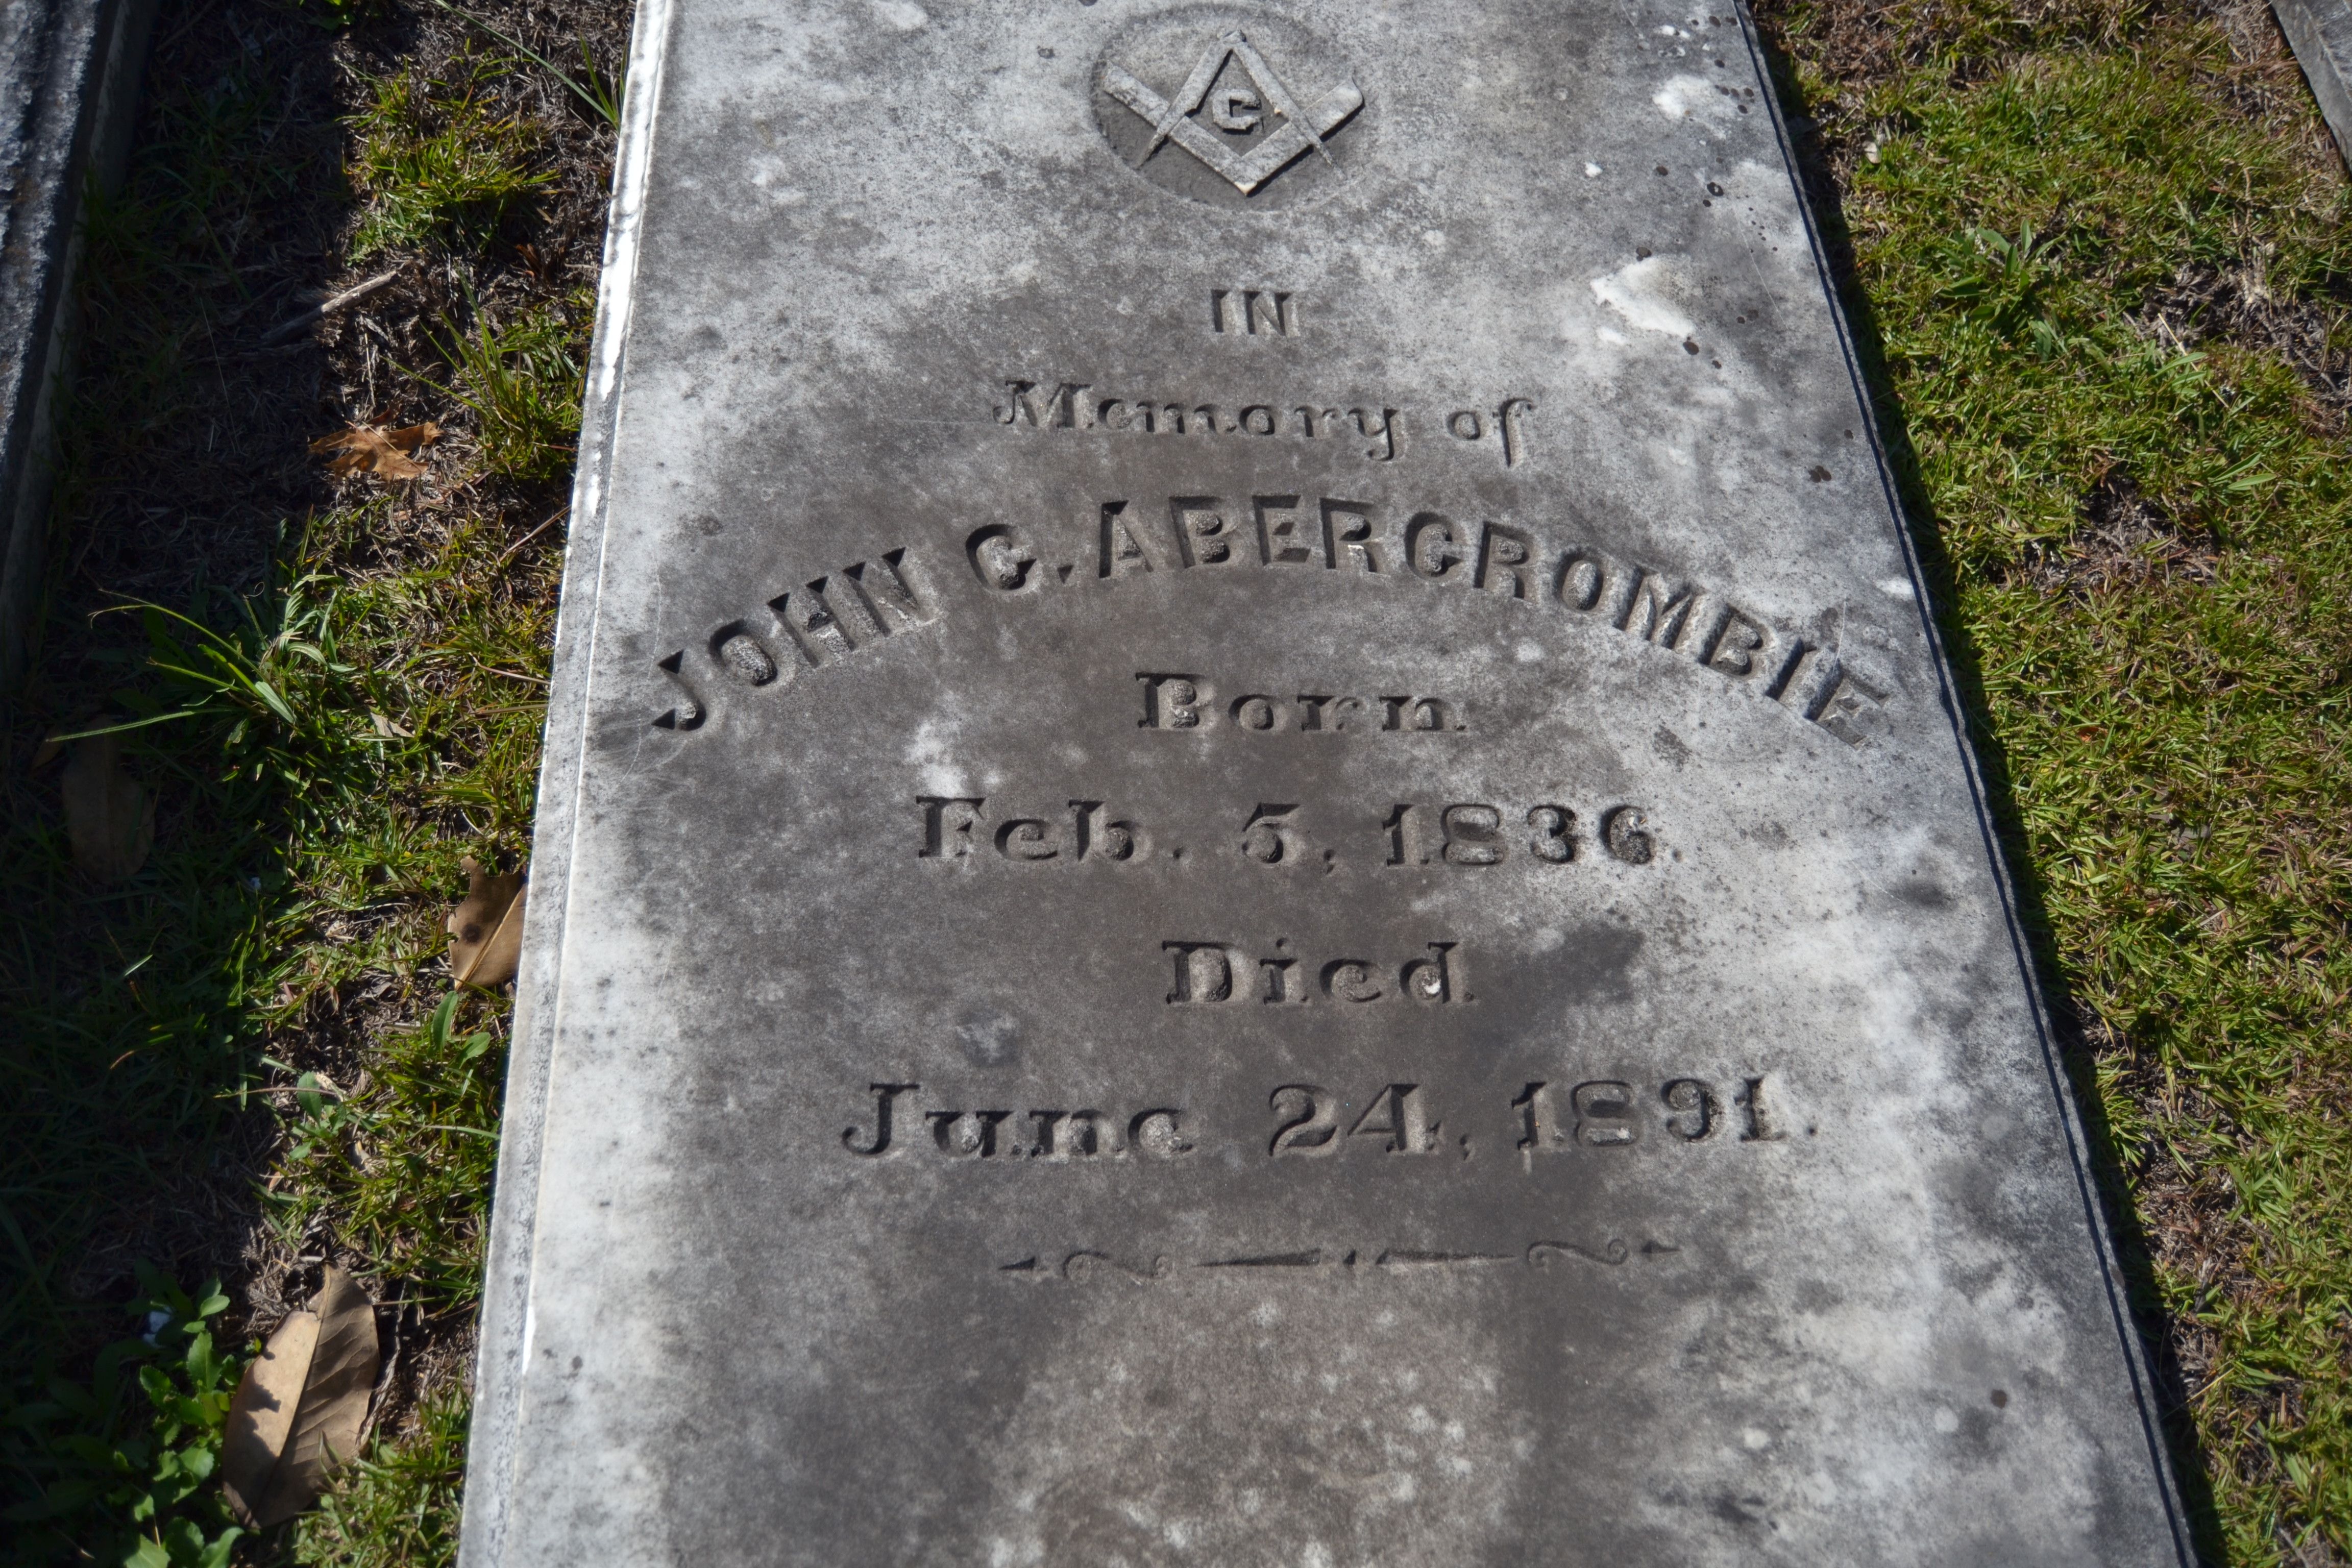 G
IN
Memory of
JOHN C. ABERCROMBIE
Born
Feb. 5, 1836.
Died
June 24, 1891.